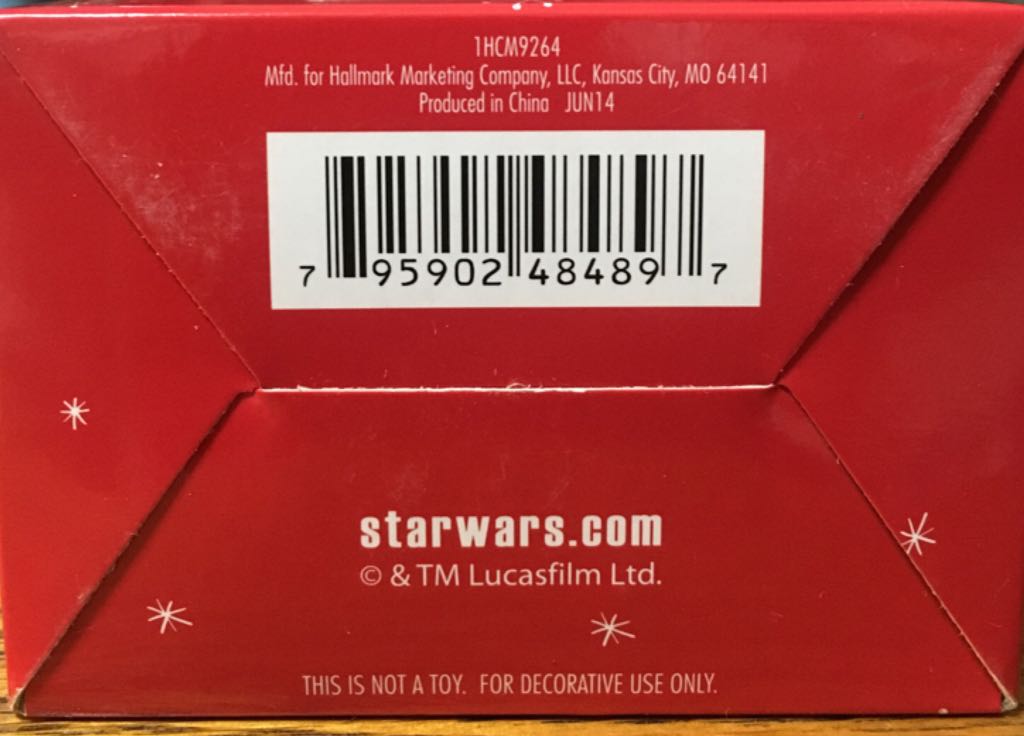 1HCM9264
Mfd. for Hallmark Marketing Company, LLC, Kansas City, MO 64141
Produced in China JUN14
7 95902 48489 7
starwars.com
© & TM Lucasfilm Ltd.
THIS IS NOT A TOY. FOR DECORATIVE USE ONLY.